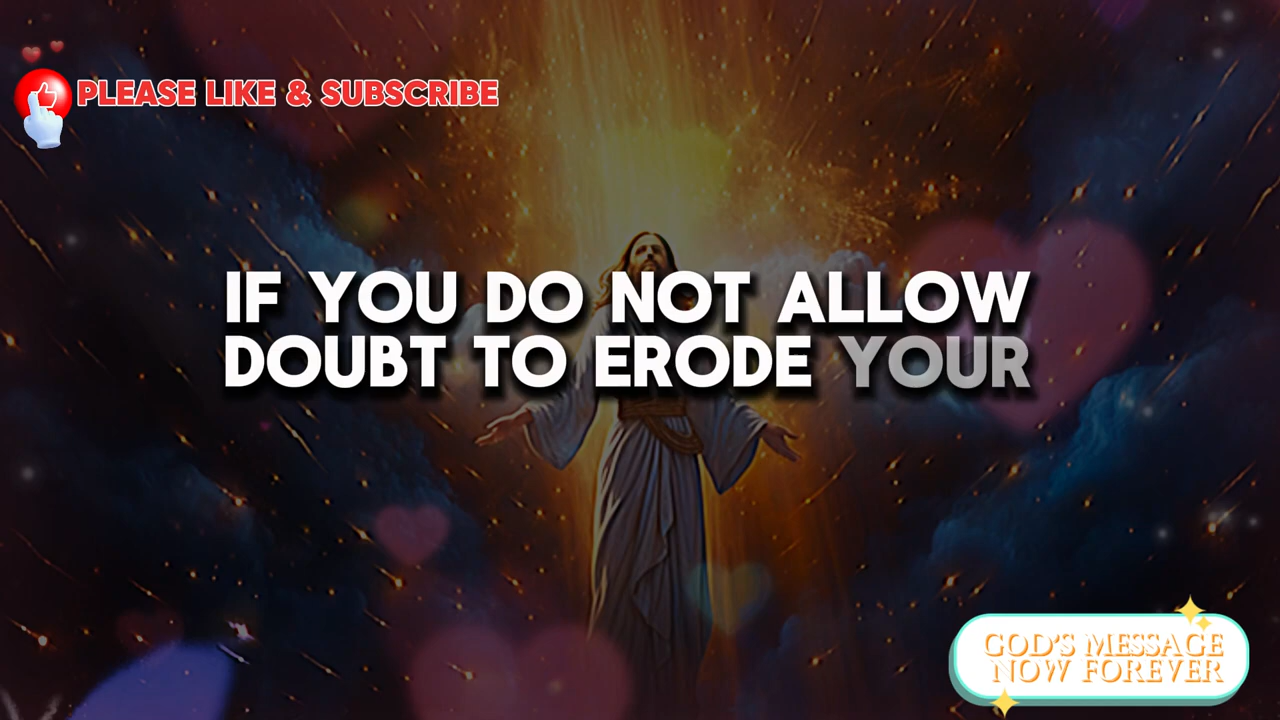 PLEASE LIKE & SUBSCRIBE
IF YOU DO NOT ALLOW
DOUBT TO ERODE YOUR
GOD'S MESSAGE
NOW FOREVER